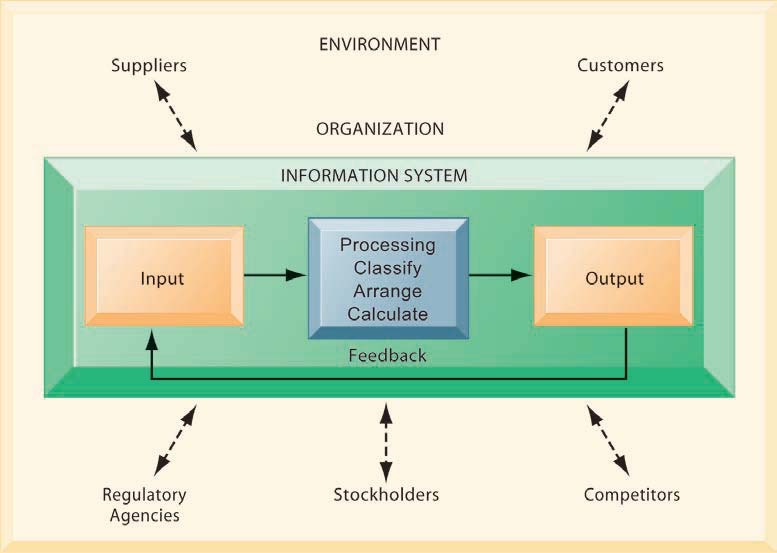 ENVIRONMENT
Suppliers
Customers
ORGANIZATION
INFORMATION SYSTEM
Input
Processing
Classify
Arrange
Calculate
Output
Feedback
Regulatory
Agencies
Stockholders
Competitors